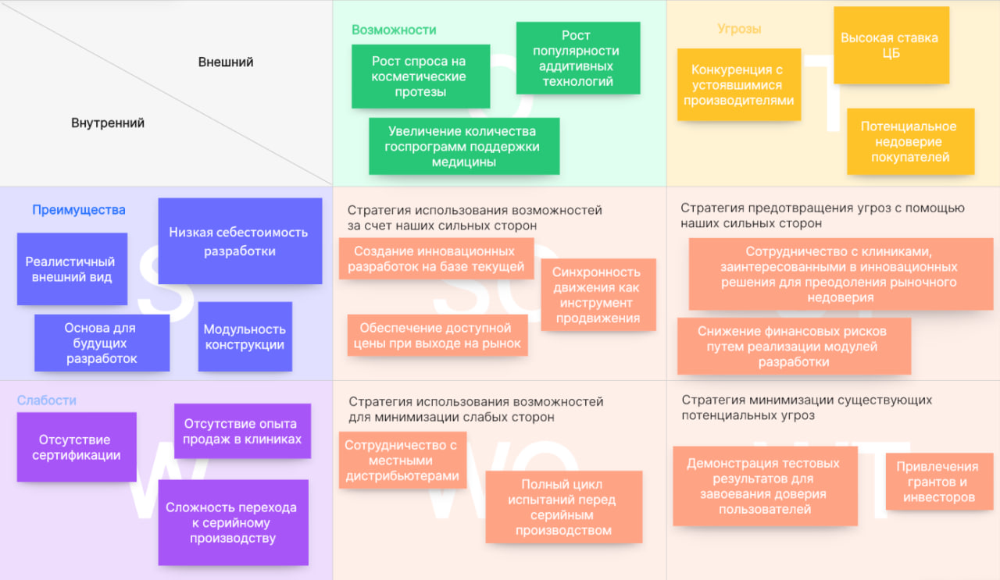 Внешний
Внутренний
Возможности
Рост спроса на
косметические
протезы
Рост
популярности
аддитивных
технологий
Увеличение количества
госпрограмм поддержки
медицины
O
Угрозы
Конкуренция с
устоявшимися
производителями
Высокая ставка
ЦБ
Потенциальное
недоверие
покупателей
T
Преимущества
Реалистичный
внешний вид
Низкая себестоимость
разработки
Основа для
будущих
разработок
Модульность
конструкции
S
Стратегия использования возможностей
за счет наших сильных сторон
Создание инновационных
разработок на базе текущей
Синхронность
движения как
инструмент
продвижения
Обеспечение доступной
цены при выходе на рынок
SO
Стратегия предотвращения угроз с помощью
наших сильных сторон
Сотрудничество с клиниками,
заинтересованными в инновационных
решения для преодоления рыночного
недоверия
Снижение финансовых рисков
путем реализации модулей
разработки
Слабости
Отсутствие
сертификации
Отсутствие опыта
продаж в клиниках
Сложность перехода
к серийному
производству
W
Стратегия использования возможностей
для минимизации слабых сторон
Сотрудничество с
местными
дистрибьютерами
Полный цикл
испытаний перед
серийным
производством
WO
Стратегия минимизации существующих
потенциальных угроз
Демонстрация тестовых
результатов для
завоевания доверия
пользователей
Привлечения
грантов и
инвесторов
WT